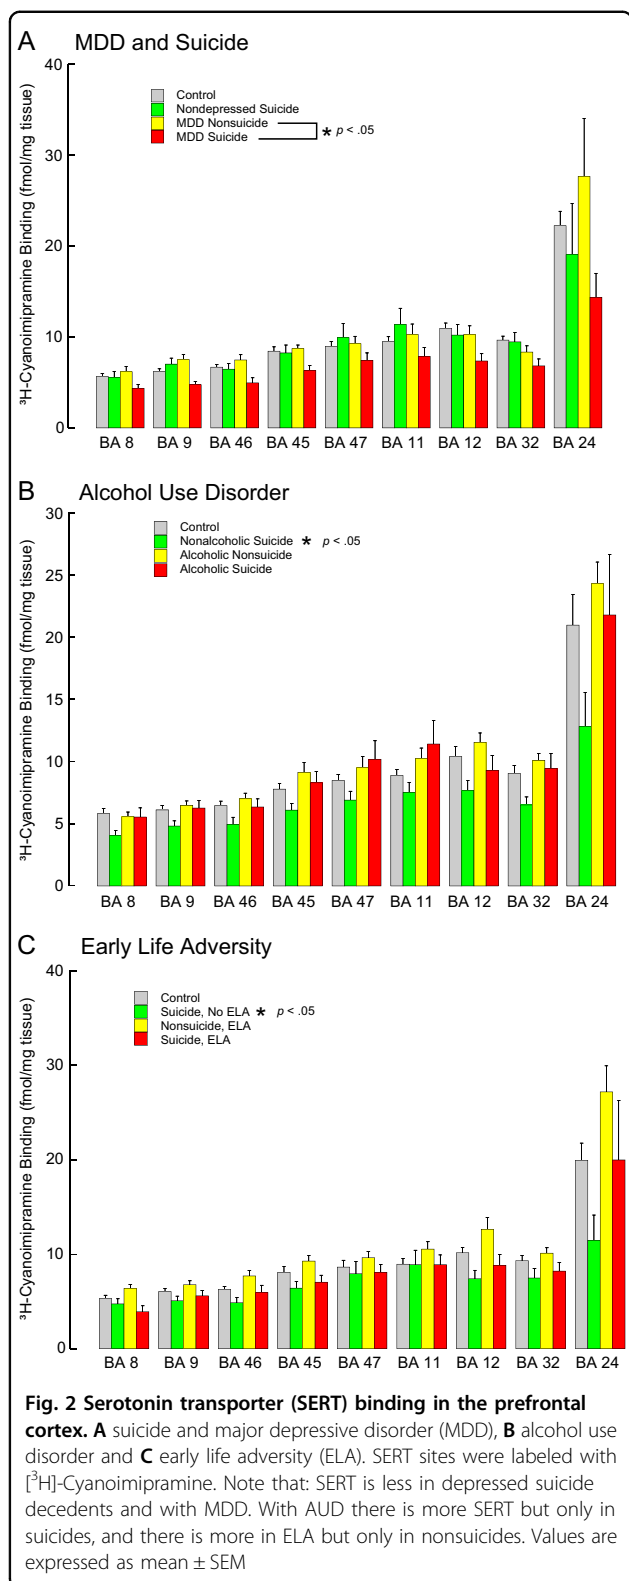 A MDD and Suicide
³H-Cyanoimipramine Binding (fmol/mg tissue)
40
30
20
10
0
Control
Nondepressed Suicide
MDD Nonsuicide
MDD Suicide
* p < .05
BA 8 BA 9 BA 46 BA 45 BA 47 BA 11 BA 12 BA 32 BA 24
B Alcohol Use Disorder
³H-Cyanoimipramine Binding (fmol/mg tissue)
30
25
20
15
10
5
0
Control
Nonalcoholic Suicide * p < .05
Alcoholic Nonsuicide
Alcoholic Suicide
BA 8 BA 9 BA 46 BA 45 BA 47 BA 11 BA 12 BA 32 BA 24
C Early Life Adversity
³H-Cyanoimipramine Binding (fmol/mg tissue)
40
30
20
10
0
Control
Suicide, No ELA * p < .05
Nonsuicide, ELA
Suicide, ELA
BA 8 BA 9 BA 46 BA 45 BA 47 BA 11 BA 12 BA 32 BA 24
Fig. 2 Serotonin transporter (SERT) binding in the prefrontal
cortex. A suicide and major depressive disorder (MDD), B alcohol use
disorder and C early life adversity (ELA). SERT sites were labeled with
[³H]-Cyanoimipramine. Note that: SERT is less in depressed suicide
decedents and with MDD. With AUD there is more SERT but only in
suicides, and there is more in ELA but only in nonsuicides. Values are
expressed as mean ± SEM